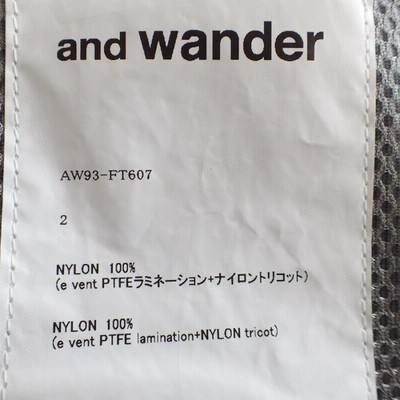 and wander
AW93-FT607
2
NYLON 100%
(e vent PTFEラミネーション+ナイロントリコット)
NYLON 100%
(e vent PTFE lamination+NYLON tricot)